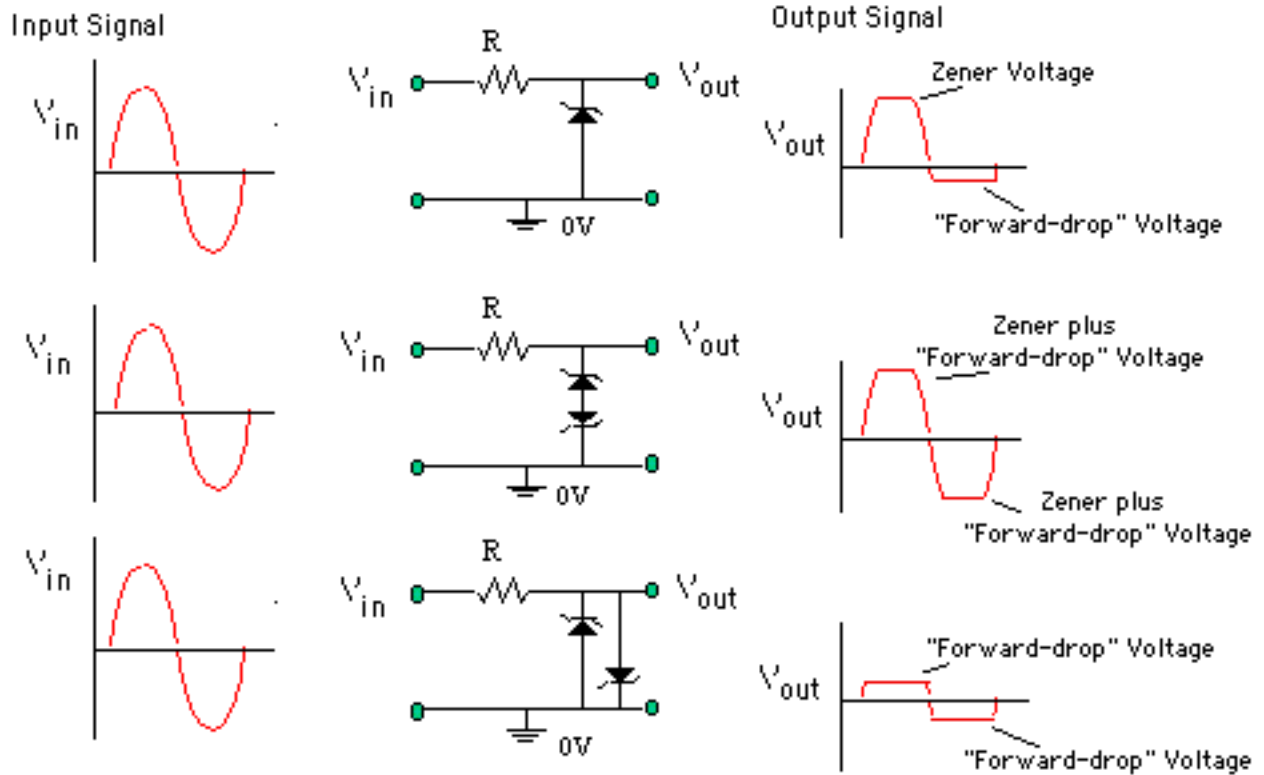 Input Signal
Output Signal
Vin
Vin
R
Vout
0V
Vout
Zener Voltage
"Forward-drop" Voltage
Vin
Vin
R
Vout
0V
Vout
Zener plus
"Forward-drop" Voltage
Zener plus
"Forward-drop" Voltage
Vin
Vin
R
Vout
0V
Vout
"Forward-drop" Voltage
"Forward-drop" Voltage